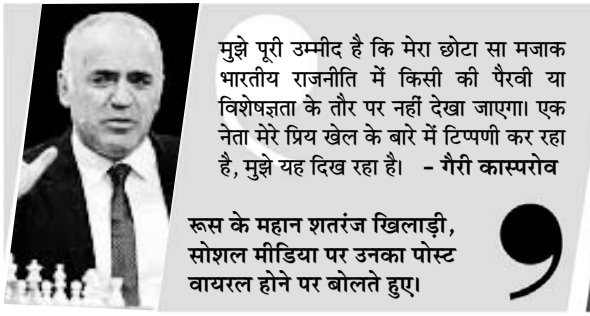 मुझे पूरी उम्मीद है कि मेरा छोटा सा मजाक
भारतीय राजनीति में किसी की पैरवी या
विशेषज्ञता के तौर पर नहीं देखा जाएगा। एक
नेता मेरे प्रिय खेल के बारे में टिप्पणी कर रहा
है, मुझे यह दिख रहा है। - गैरी कास्परोव
रूस के महान शतरंज खिलाड़ी,
सोशल मीडिया पर उनका पोस्ट
वायरल होने पर बोलते हुए।